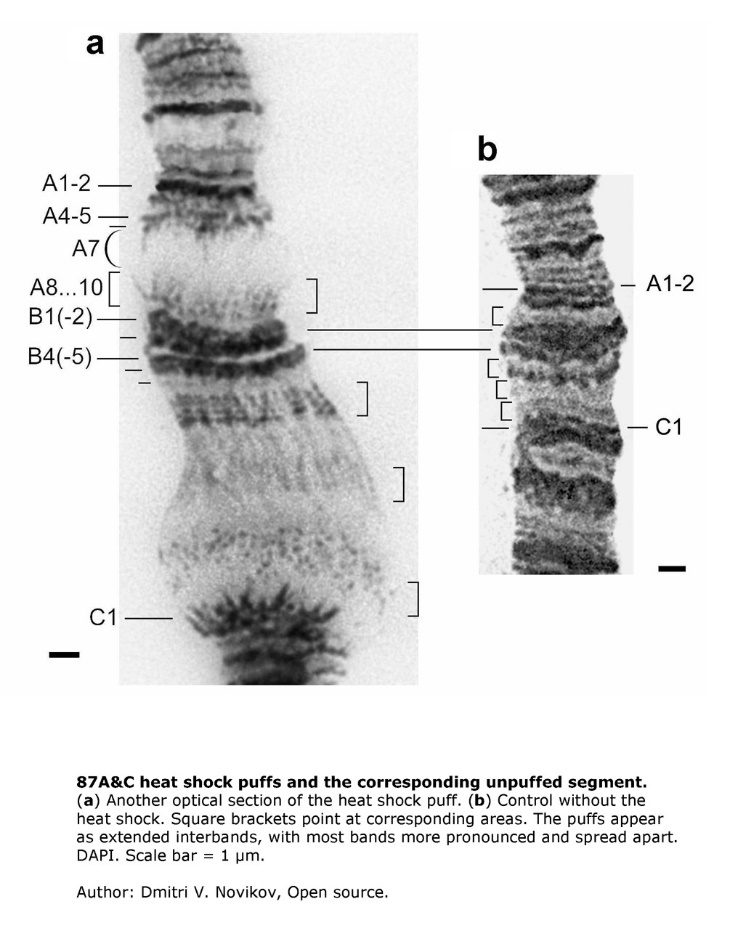 a
b
A1-2
A4-5
A7
A8...10
B1(-2)
B4(-5)
C1
A1-2
C1
87A&C heat shock puffs and the corresponding unpuffed segment.
(a) Another optical section of the heat shock puff. (b) Control without the
heat shock. Square brackets point at corresponding areas. The puffs appear
as extended interbands, with most bands more pronounced and spread apart.
DAPI. Scale bar = 1 µm.
Author: Dmitri V. Novikov, Open source.